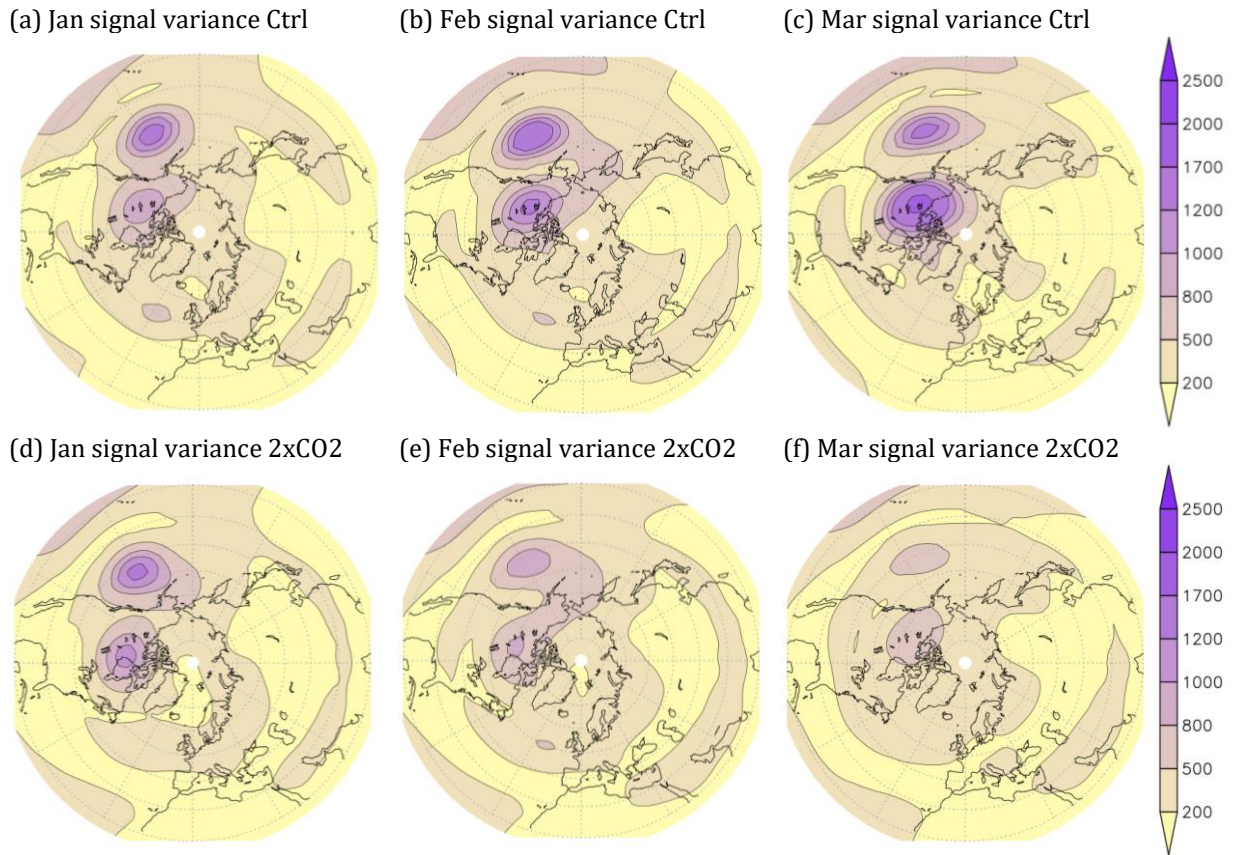 (a) Jan signal variance Ctrl
(b) Feb signal variance Ctrl
(c) Mar signal variance Ctrl
2500
2000
1700
1200
1000
800
500
200
(d) Jan signal variance 2xCO2
(e) Feb signal variance 2xCO2
(f) Mar signal variance 2xCO2
2500
2000
1700
1200
1000
800
500
200